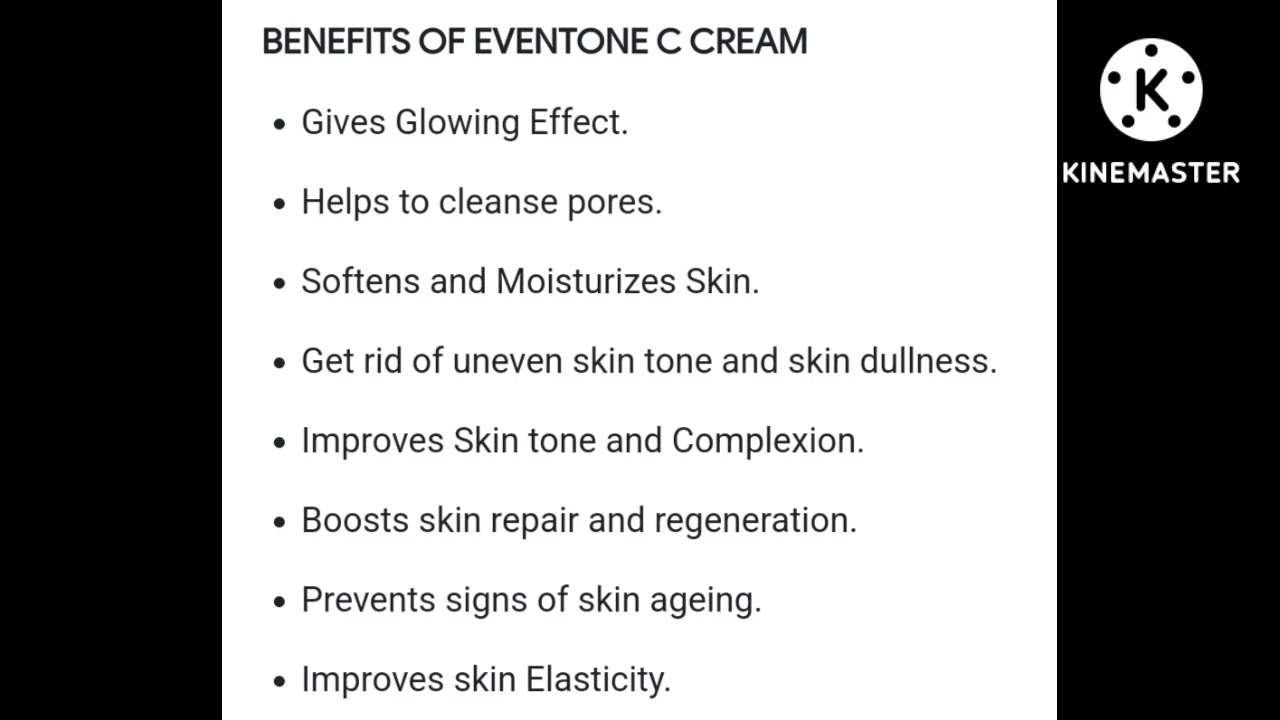 BENEFITS OF EVENTONE C CREAM
• Gives Glowing Effect.
• Helps to cleanse pores.
• Softens and Moisturizes Skin.
• Get rid of uneven skin tone and skin dullness.
• Improves Skin tone and Complexion.
• Boosts skin repair and regeneration.
• Prevents signs of skin ageing.
• Improves skin Elasticity.
K
KINEMASTER